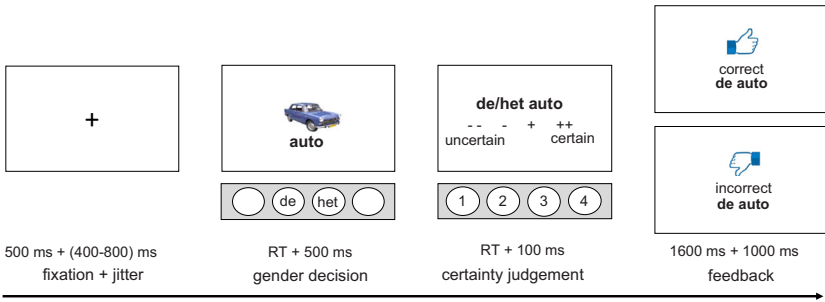 +
auto
de het
500 ms + (400-800) ms
fixation + jitter
RT + 500 ms
gender decision
de/het auto
-- - + ++
uncertain certain
1 2 3 4
RT + 100 ms
certainty judgement
correct
de auto
incorrect
de auto
1600 ms + 1000 ms
feedback